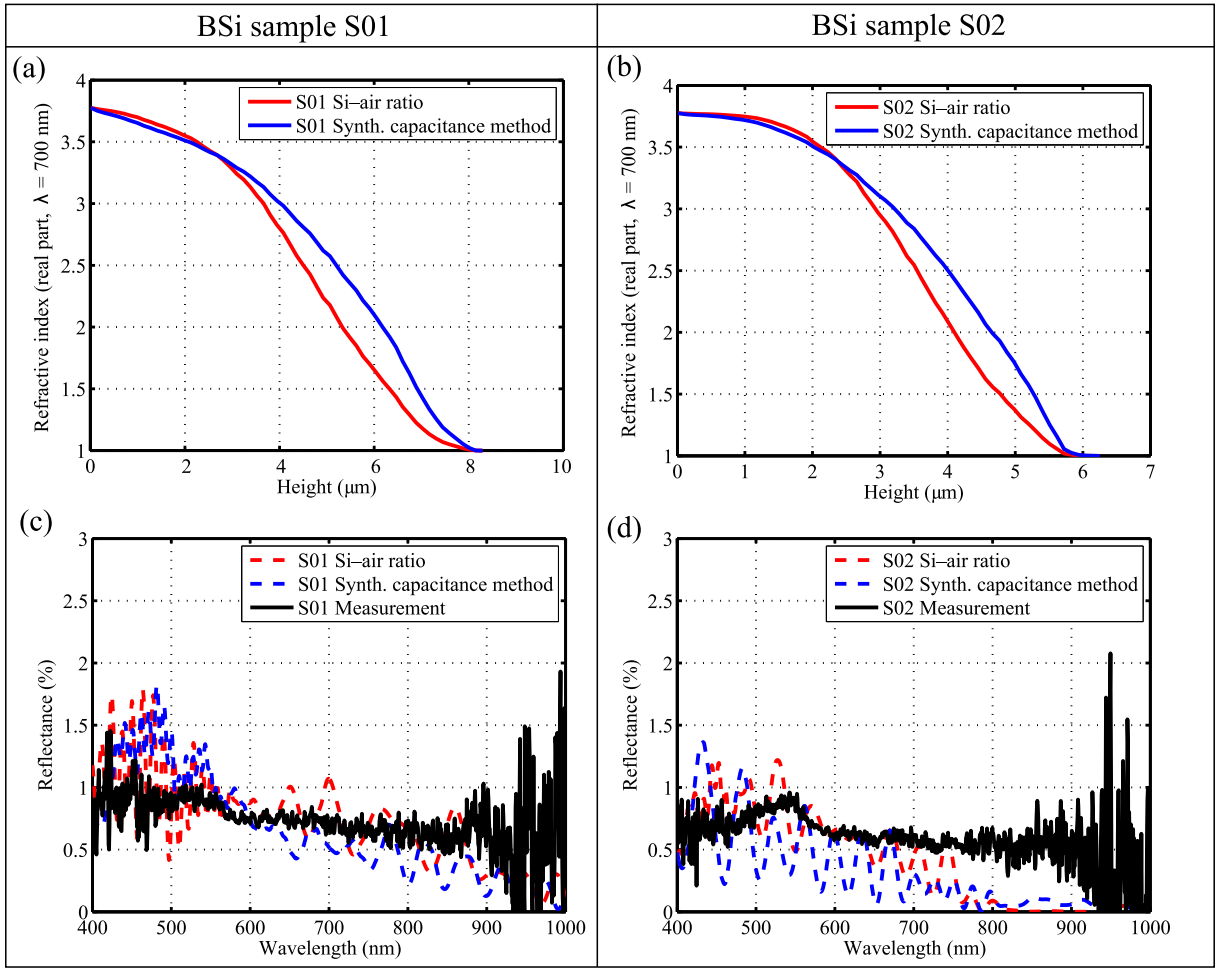 BSi sample S01
BSi sample S02
(a)
4
3.5
3
2.5
2
1.5
1
Refractive index (real part, λ = 700 nm)
S01 Si–air ratio
S01 Synth. capacitance method
0 2 4 6 8 10
Height (μm)
(b)
4
3.5
3
2.5
2
1.5
1
Refractive index (real part, λ = 700 nm)
S02 Si–air ratio
S02 Synth. capacitance method
0 1 2 3 4 5 6 7
Height (μm)
(c)
3
2.5
2
1.5
1
0.5
0
Reflectance (%)
S01 Si–air ratio
S01 Synth. capacitance method
S01 Measurement
400 500 600 700 800 900 1000
Wavelength (nm)
(d)
3
2.5
2
1.5
1
0.5
0
Reflectance (%)
S02 Si–air ratio
S02 Synth. capacitance method
S02 Measurement
400 500 600 700 800 900 1000
Wavelength (nm)